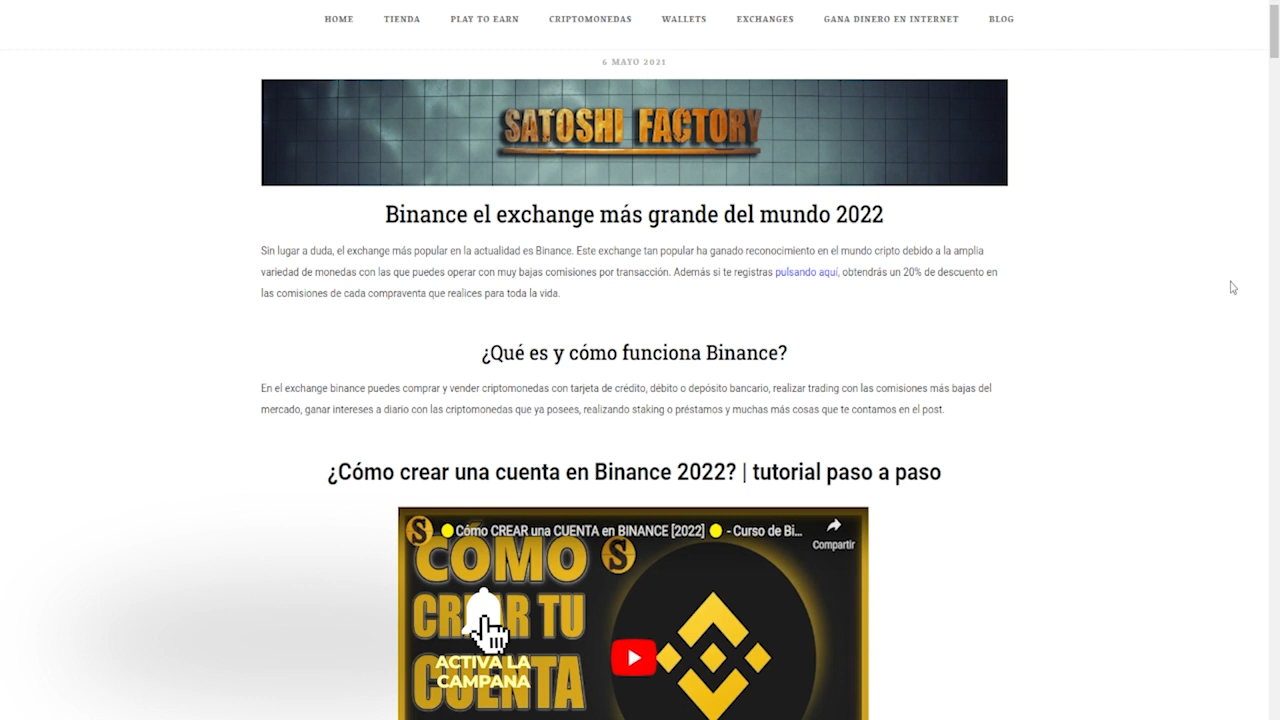 HOME TIENDA PLAY TO EARN CRIPTOMONEDAS WALLETS EXCHANGES GANA DINERO EN INTERNET BLOG
6 MAYO 2021
SATOSHI FACTORY
Binance el exchange más grande del mundo 2022
Sin lugar a duda, el exchange más popular en la actualidad es Binance. Este exchange tan popular ha ganado reconocimiento en el mundo cripto debido a la amplia
variedad de monedas con las que puedes operar con muy bajas comisiones por transacción. Además si te registras pulsando aquí, obtendrás un 20% de descuento en
las comisiones de cada compraventa que realices para toda la vida.
¿Qué es y cómo funciona Binance?
En el exchange binance puedes comprar y vender criptomonedas con tarjeta de crédito, débito o depósito bancario, realizar trading con las comisiones más bajas del
mercado, ganar intereses a diario con las criptomonedas que ya posees, realizando staking o préstamos y muchas más cosas que te contamos en el post.
¿Cómo crear una cuenta en Binance 2022? | tutorial paso a paso
Cómo CREAR una CUENTA en BINANCE [2022] - Curso de Bi...
Compartir
CÓMO
CREAR TU
CUENTA
ACTIVA LA
CAMPANA